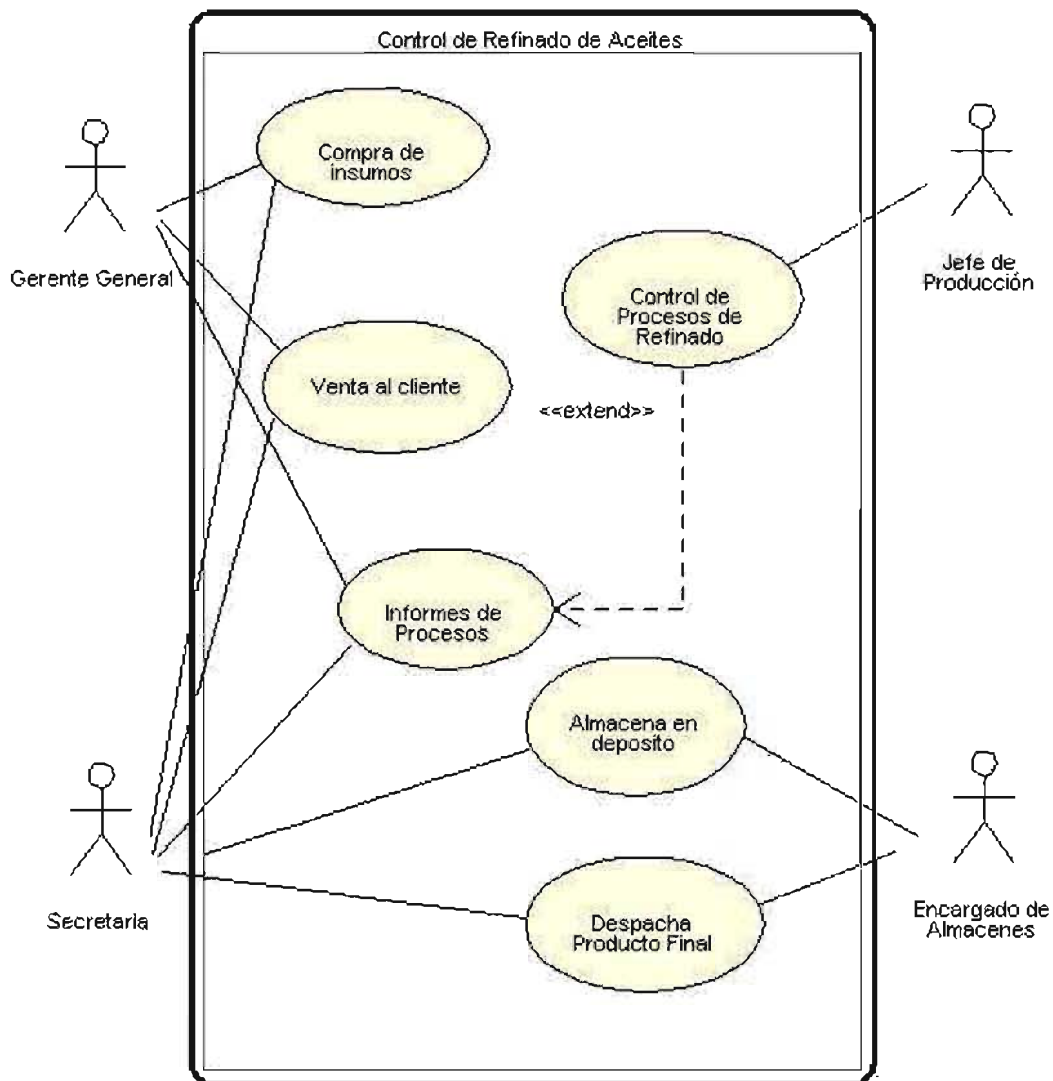 Control de Refinado de Aceites
Compra de
insumos
Gerente General
Jefe de
Producción
Control de
Procesos de
Refinado
Venta al cliente
<<extend>>
Informes de
Procesos
Almacena en
deposito
Secretaria
Encargado de
Almacenes
Despacha
Producto Final